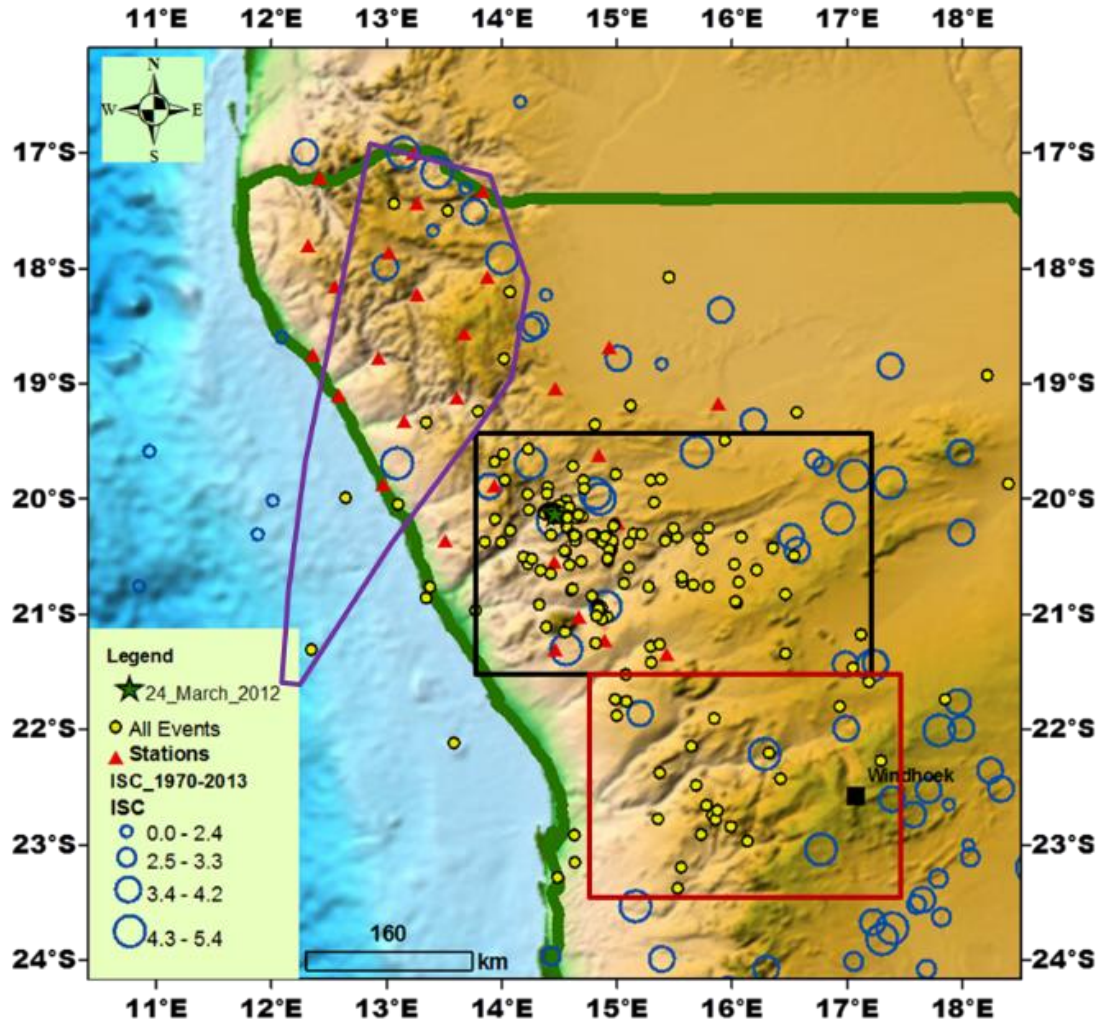 11°E 12°E 13°E 14°E 15°E 16°E 17°E 18°E
N
W E
S
17°S 17°S
18°S 18°S
19°S 19°S
20°S 20°S
21°S 21°S
Legend
24_March_2012
All Events
Stations
ISC_1970-2013
ISC
0.0 - 2.4
2.5 - 3.3
3.4 - 4.2
4.3 - 5.4
22°S 22°S
Windhoek
23°S 23°S
160
km
24°S 24°S
11°E 12°E 13°E 14°E 15°E 16°E 17°E 18°E